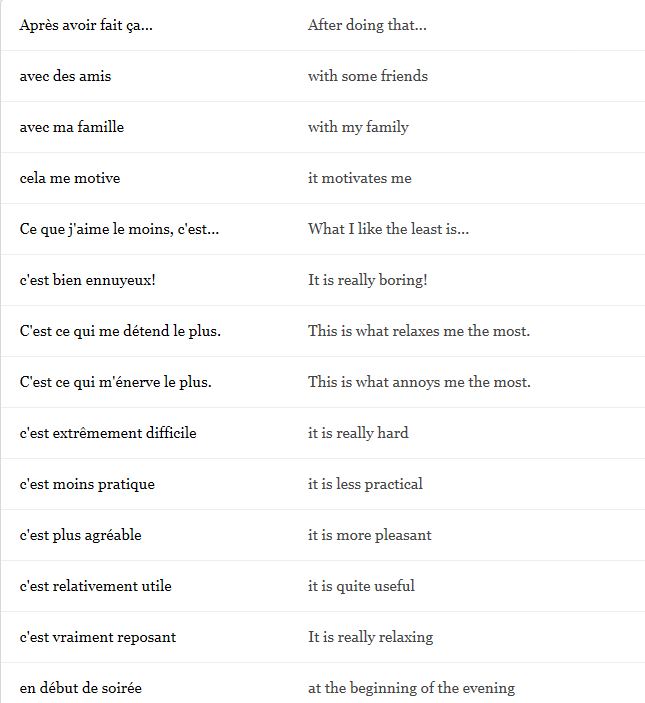 Après avoir fait ça... After doing that...
avec des amis with some friends
avec ma famille with my family
cela me motive it motivates me
Ce que j'aime le moins, c'est... What I like the least is...
c'est bien ennuyeux! It is really boring!
C'est ce qui me détend le plus. This is what relaxes me the most.
C'est ce qui m'énerve le plus. This is what annoys me the most.
c'est extrêmement difficile it is really hard
c'est moins pratique it is less practical
c'est plus agréable it is more pleasant
c'est relativement utile it is quite useful
c'est vraiment reposant It is really relaxing
en début de soirée at the beginning of the evening